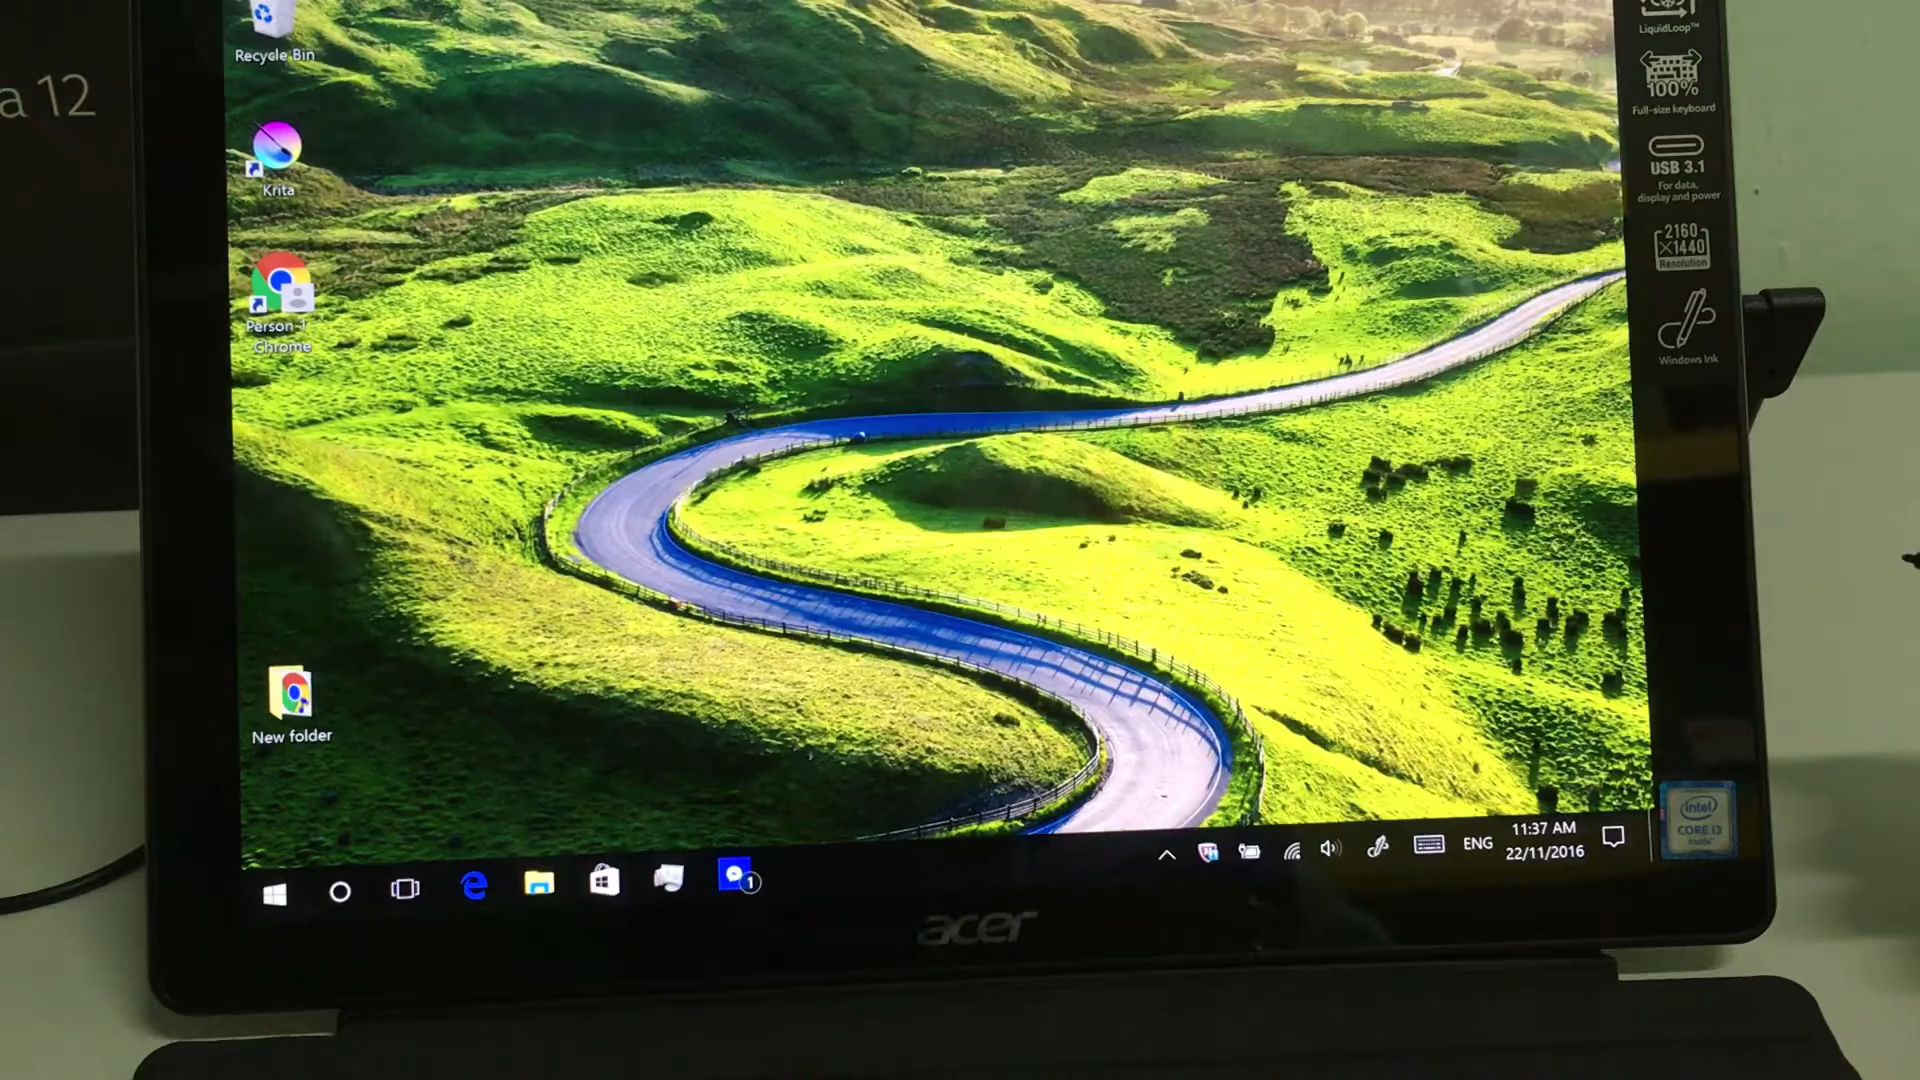 a 12
Recycle Bin
Krita
Person 1 -
Chrome
New folder
LiquidLoop™
100%
Full-size keyboard
USB 3.1
For data,
display and power
2160
×1440
Resolution
Windows Ink
intel
CORE i3
inside
1
ENG
11:37 AM
22/11/2016
acer